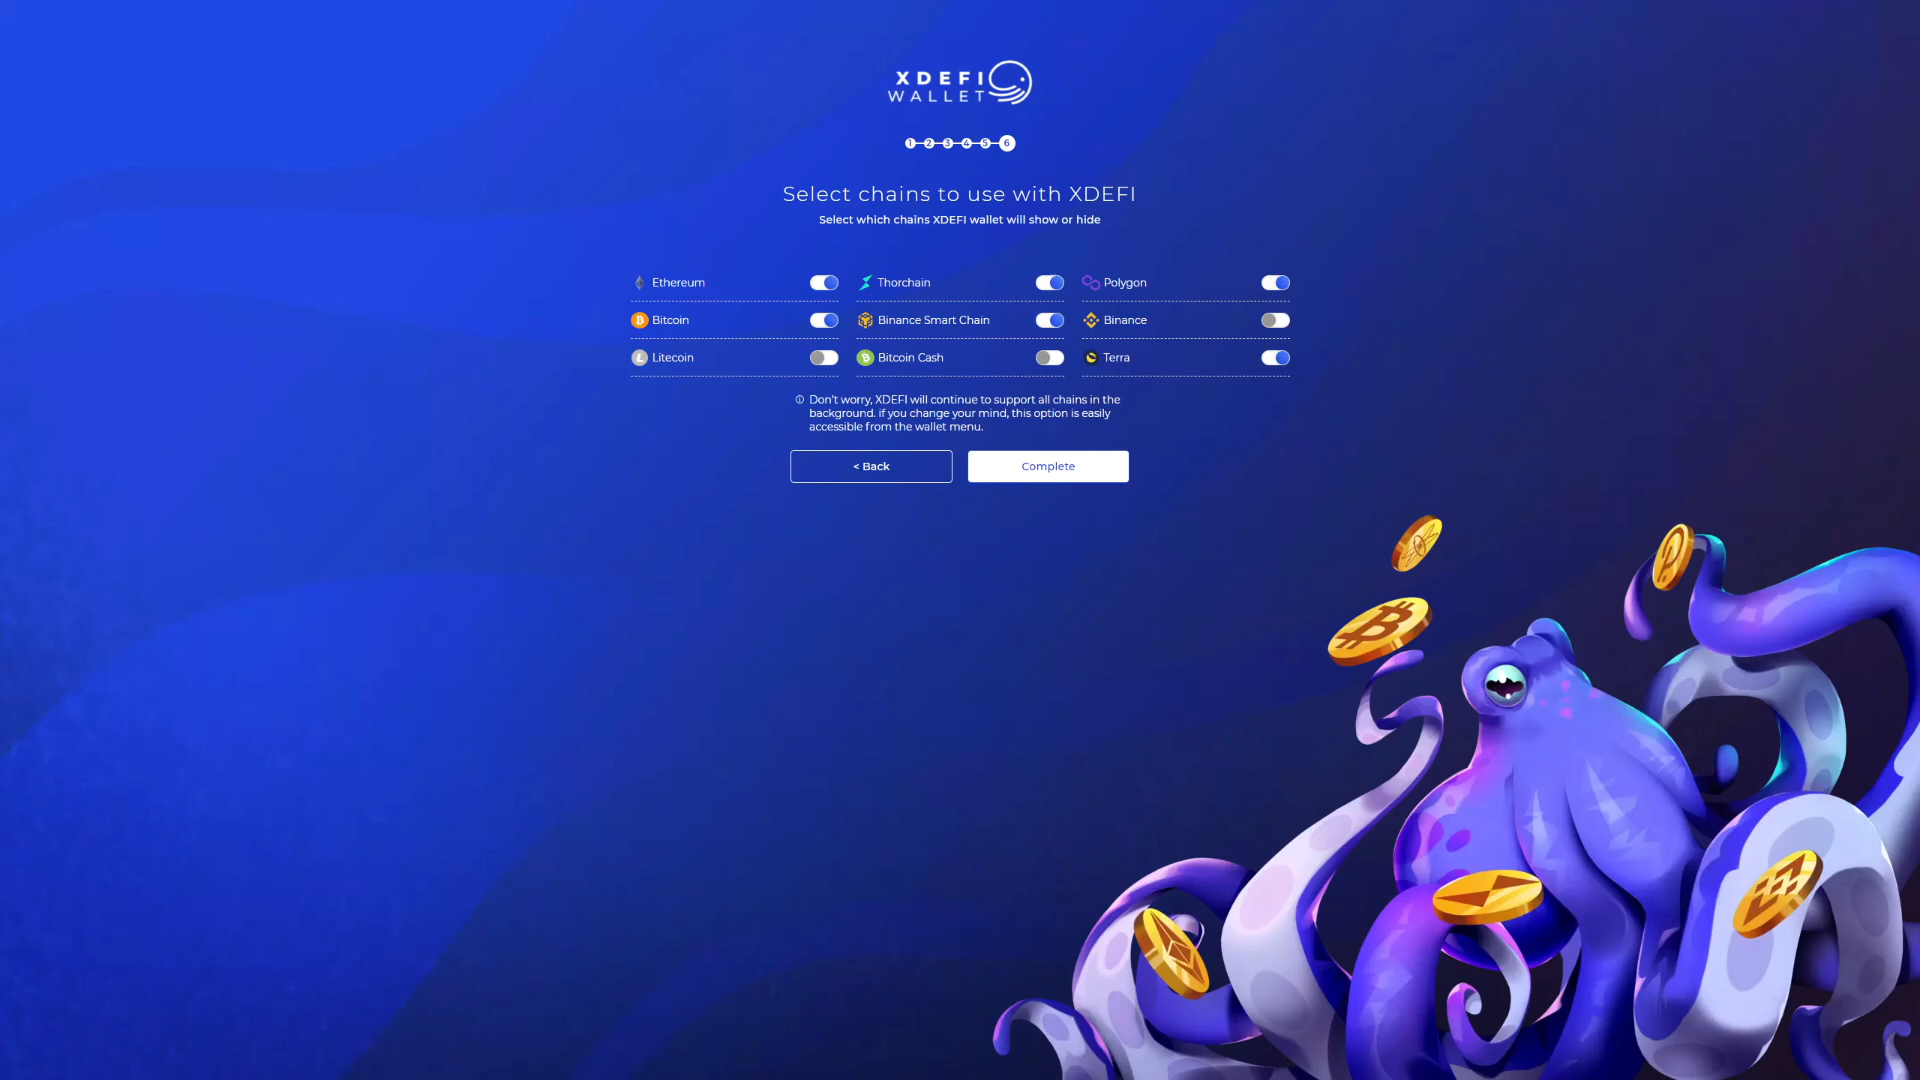 XDEFI
WALLET
1 2 3 4 5 6
Select chains to use with XDEFI
Select which chains XDEFI wallet will show or hide
Ethereum Thorchain Polygon
Bitcoin Binance Smart Chain Binance
Litecoin Bitcoin Cash Terra
Don't worry, XDEFI will continue to support all chains in the
background. if you change your mind, this option is easily
accessible from the wallet menu.
< Back Complete